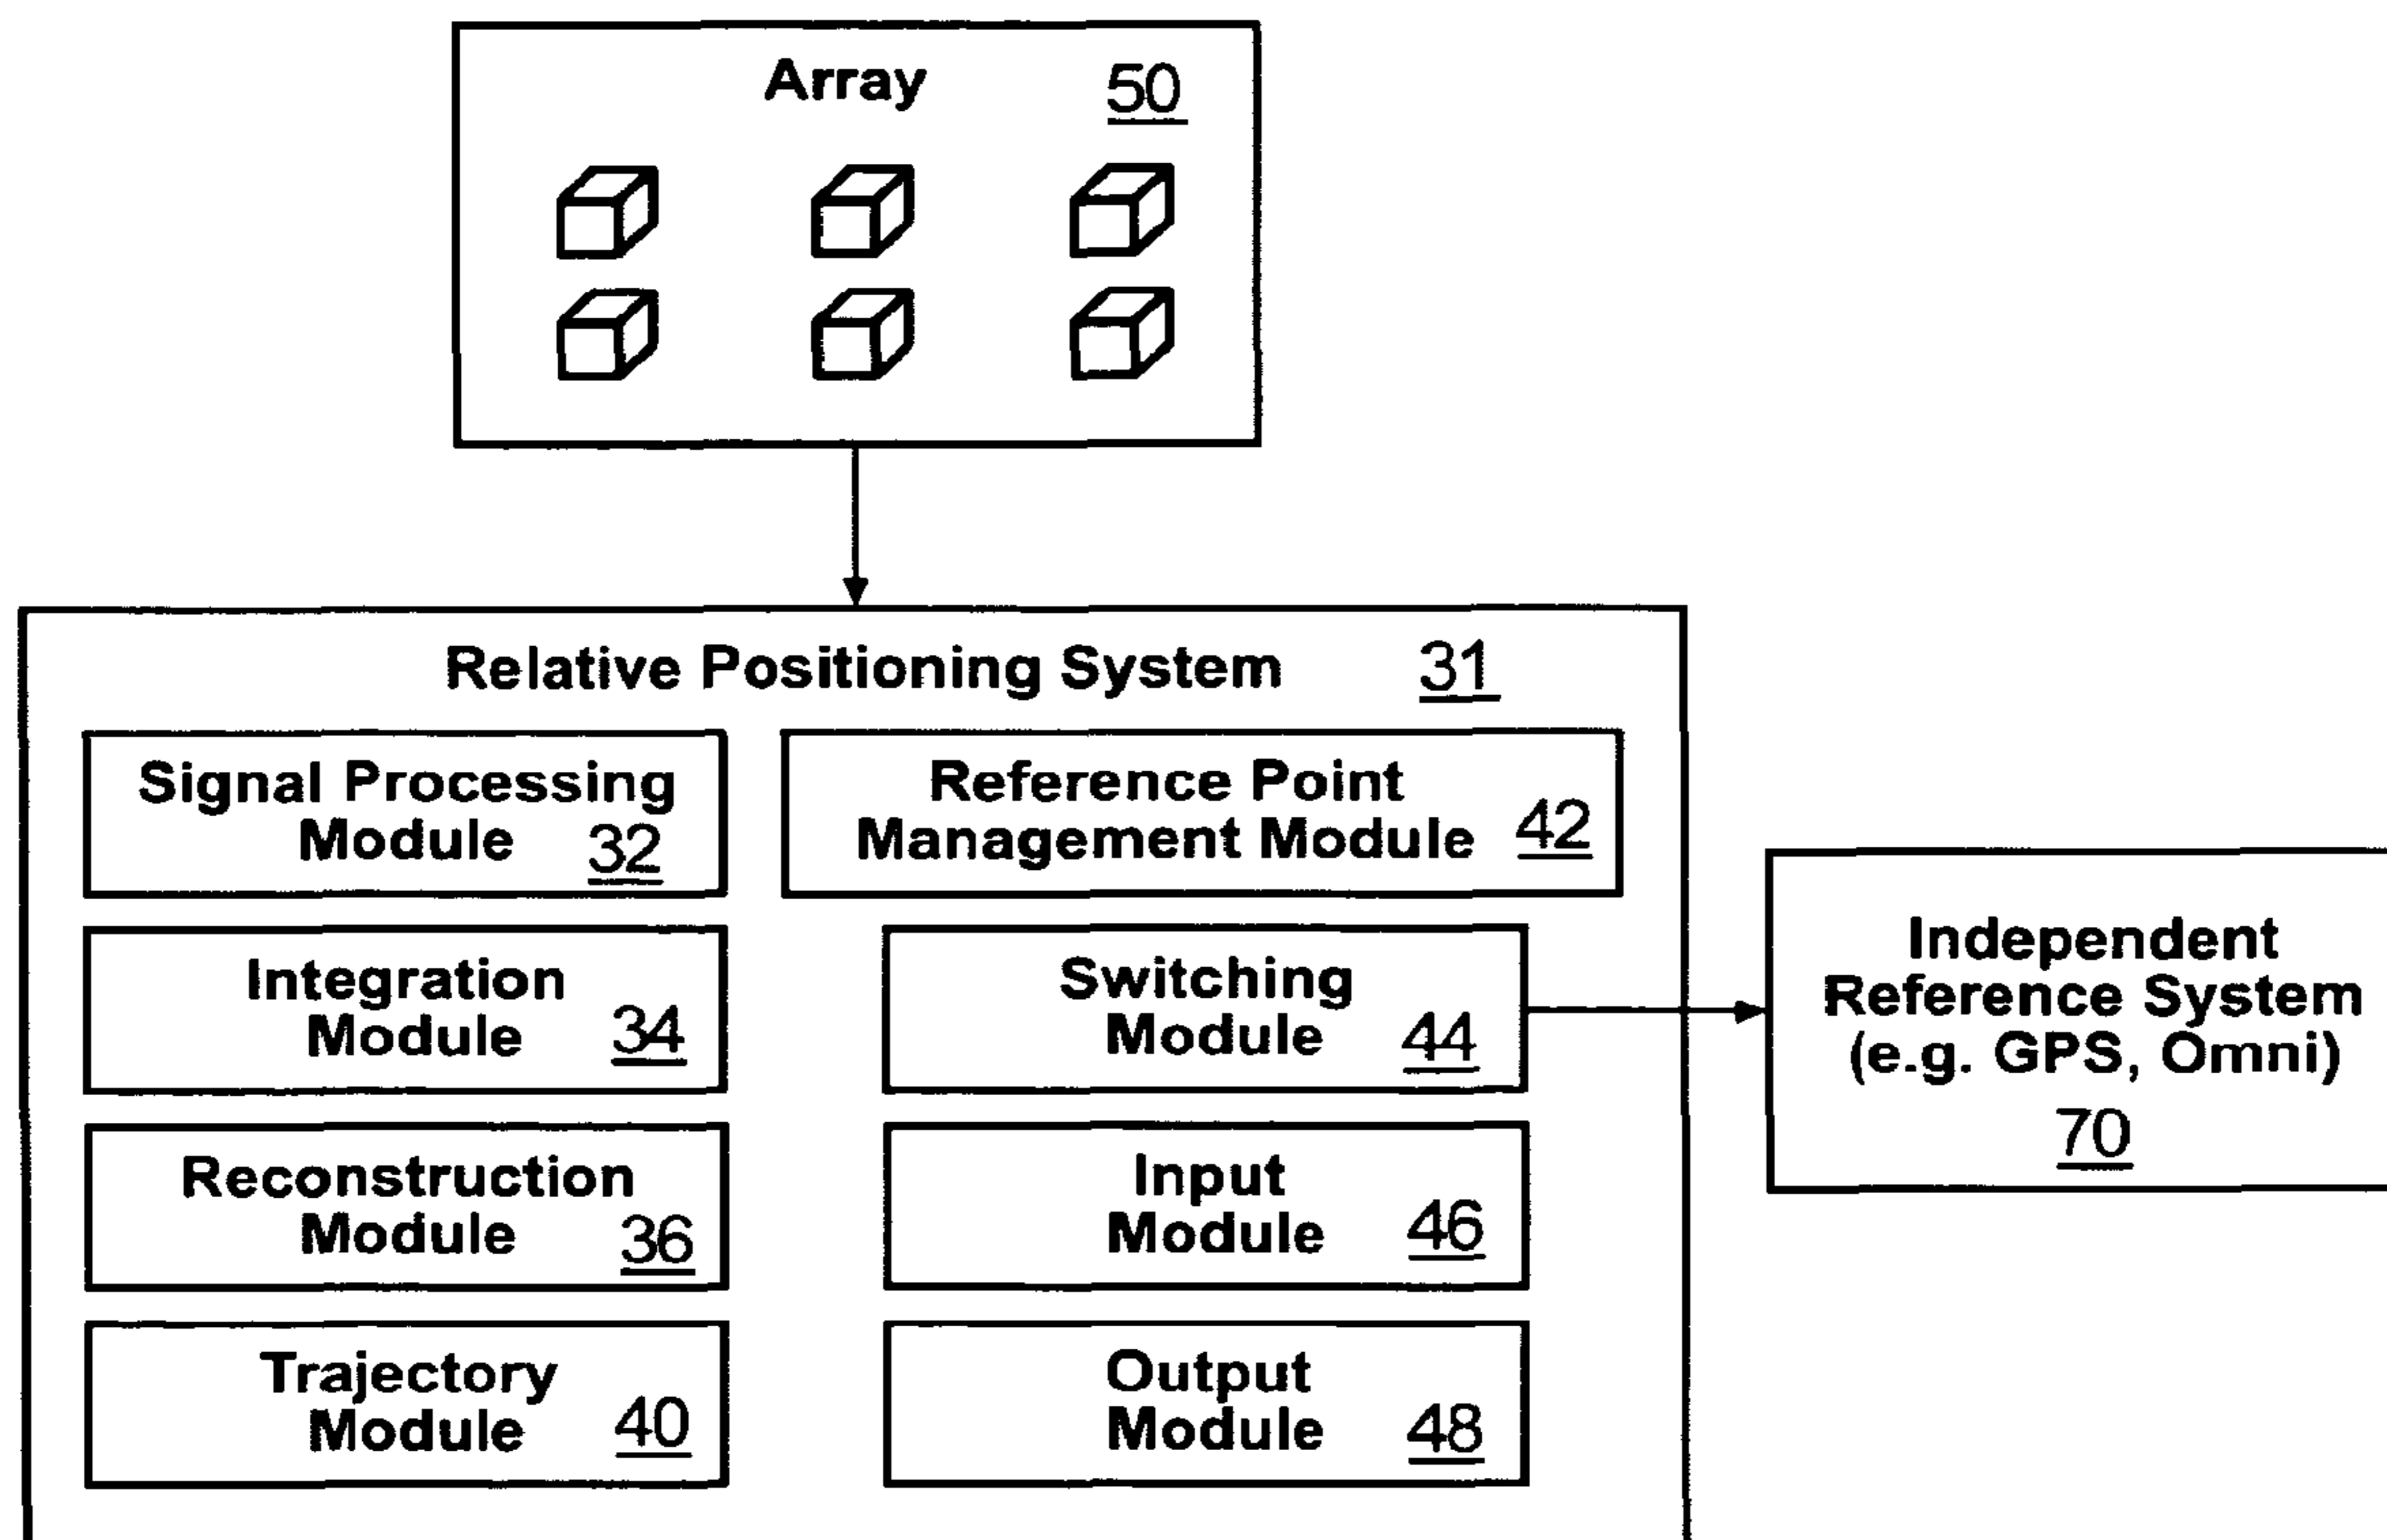 Array 50
Relative Positioning System 31
Signal Processing
Module 32
Reference Point
Management Module 42
Integration
Module 34
Switching
Module 44
Independent
Reference System
(e.g. GPS, Omni)
70
Reconstruction
Module 36
Input
Module 46
Trajectory
Module 40
Output
Module 48